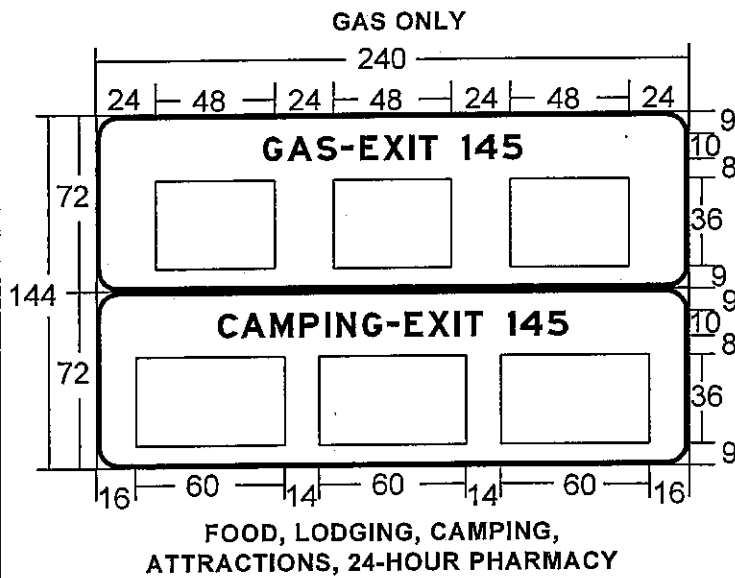 GAS ONLY
240
24 48 24 48 24 48 24
9
GAS-EXIT 145
10
8
72
36
9
144
9
CAMPING-EXIT 145
10
8
72
36
9
16 60 14 60 14 60 16
FOOD, LODGING, CAMPING,
ATTRACTIONS, 24-HOUR PHARMACY